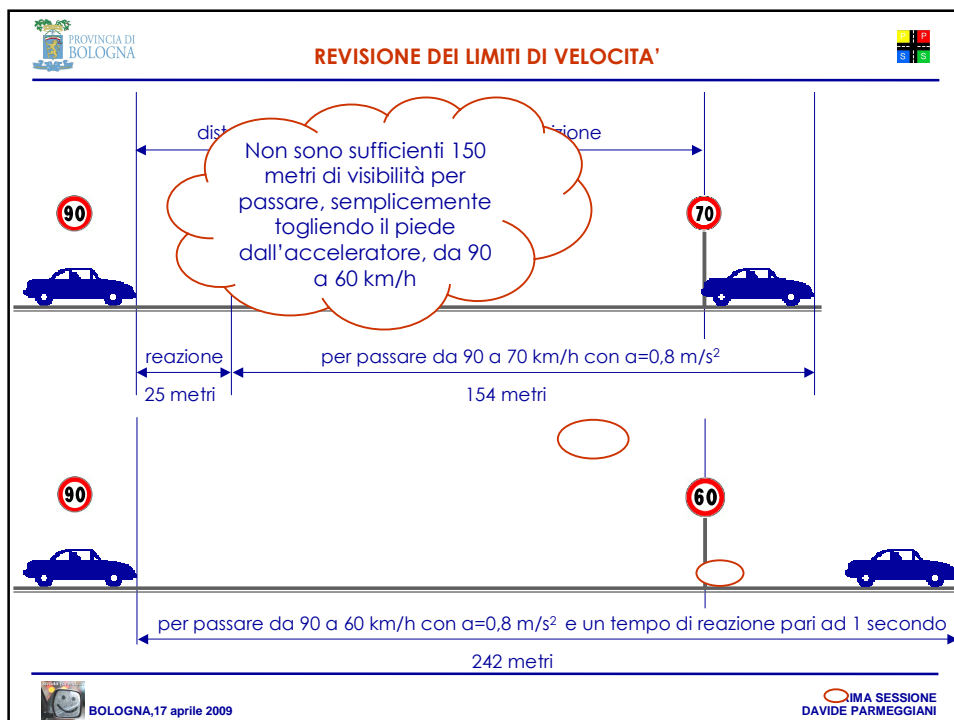 PROVINCIA DI
BOLOGNA
REVISIONE DEI LIMITI DI VELOCITA'
P P
S S
Non sono sufficienti 150
metri di visibilità per
passare, semplicemente
togliendo il piede
dall'acceleratore, da 90
a 60 km/h
90
70
reazione
per passare da 90 a 70 km/h con a=0,8 m/s²
25 metri
154 metri
90
60
per passare da 90 a 60 km/h con a=0,8 m/s² e un tempo di reazione pari ad 1 secondo
242 metri
BOLOGNA,17 aprile 2009
SESSIONE
DAVIDE PARMEGGIANI